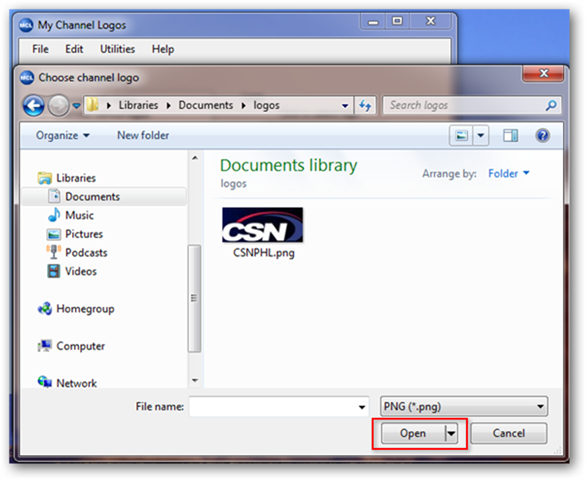 MCL My Channel Logos
File Edit Utilities Help
MCL Choose channel logo
Libraries Documents logos Search logos
Organize New folder
Documents library
logos
Arrange by: Folder
Libraries
Documents
Music
Pictures
Podcasts
Videos
Homegroup
Computer
Network
CSN
CSNPHL.png
File name: PNG (*.png)
Open Cancel